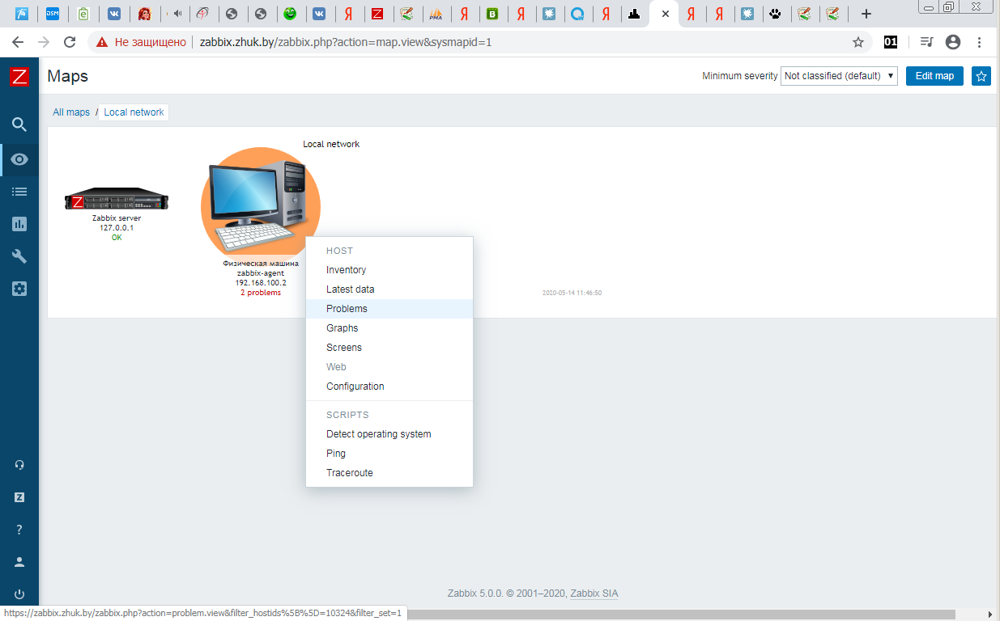 DSM
PMA
B
Я
Не защищено
zabbix.zhuk.by/zabbix.php?action=map.view&sysmapid=1
01
Z
Maps
Minimum severity
Not classified (default)
Edit map
All maps / Local network
Local network
Z
Zabbix server
127.0.0.1
OK
Физическая машина
zabbix-agent
192.168.100.2
2 problems
2020-05-14 11:46:50
HOST
Inventory
Latest data
Problems
Graphs
Screens
Web
Configuration
SCRIPTS
Detect operating system
Ping
Traceroute
Z
?
Zabbix 5.0.0. © 2001–2020, Zabbix SIA
https://zabbix.zhuk.by/zabbix.php?action=problem.view&filter_hostids%5B%5D=10324&filter_set=1